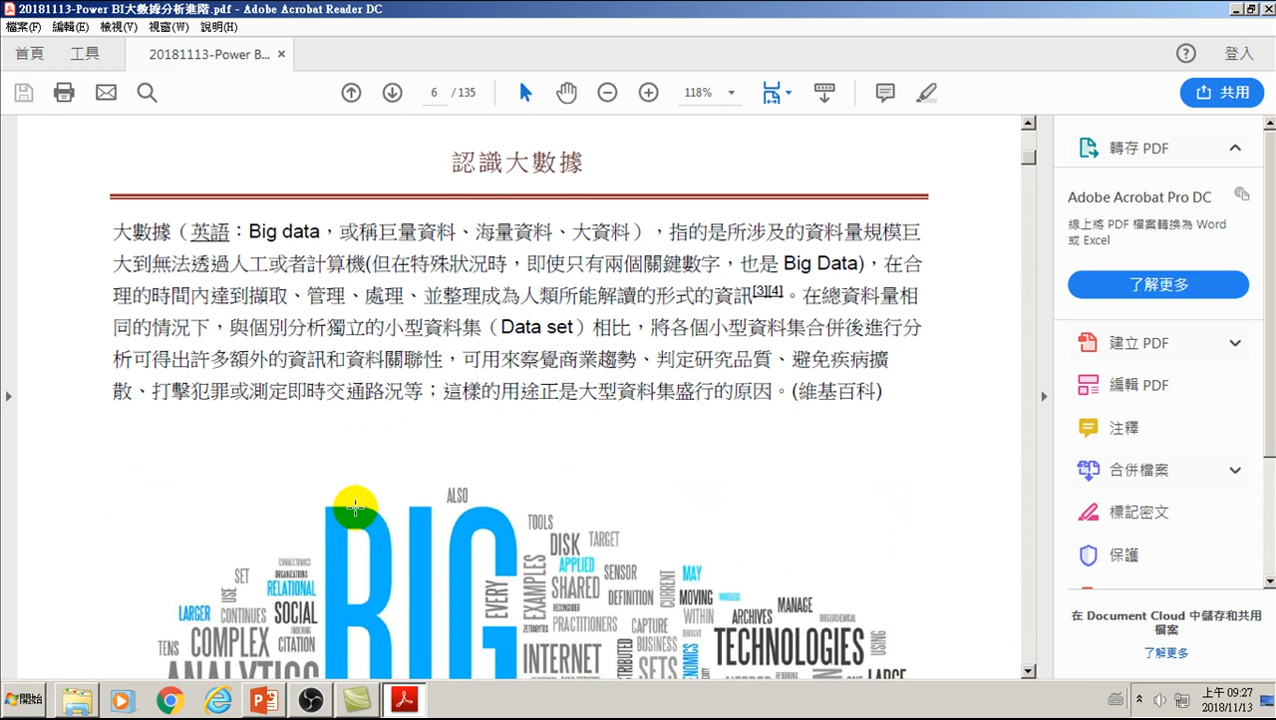 20181113-Power BI大數據分析進階.pdf - Adobe Acrobat Reader DC
檔案(F) 編輯(E) 檢視(V) 視窗(W) 說明(H)
首頁 工具 20181113-Power B... × 登入
6 / 135 118% 共用
認識大數據
大數據（英語：Big data，或稱巨量資料、海量資料、大資料），指的是所涉及的資料量規模巨
大到無法透過人工或者計算機(但在特殊狀況時，即使只有兩個關鍵數字，也是 Big Data)，在合
理的時間內達到擷取、管理、處理、並整理成為人類所能解讀的形式的資訊[3][4]。在總資料量相
同的情況下，與個別分析獨立的小型資料集（Data set）相比，將各個小型資料集合併後進行分
析可得出許多額外的資訊和資料關聯性，可用來察覺商業趨勢、判定研究品質、避免疾病擴
散、打擊犯罪或測定即時交通路況等；這樣的用途正是大型資料集盛行的原因。(維基百科)
ALSO
BIG
TOOLS
DISK
TARGET
APPLIED
EXAMPLES
SHARED
SENSOR
CURRENT
MAY
MOVING
WIRELESS
DEFINITION
EVERY
SET
USE
CONNECTOMICS
ORGANIZATIONS
RELATIONAL
LARGER
CONTINUES
SOCIAL
INDEXING
TENS
COMPLEX
CITATION
ANALYTICS
RECONSIDER
ZETTABYTES
PRACTITIONERS
CAPTURE
BUSINESS
WITHIN
ARCHIVES
MANAGE
TECHNOLOGIES
USING
INTERNET
SETS
LARGE
轉存 PDF
Adobe Acrobat Pro DC
線上將 PDF 檔案轉換為 Word
或 Excel
了解更多
建立 PDF
編輯 PDF
注釋
合併檔案
標記密文
保護
在 Document Cloud 中儲存和共用
檔案
了解更多
開始
上午 09:27
2018/11/13